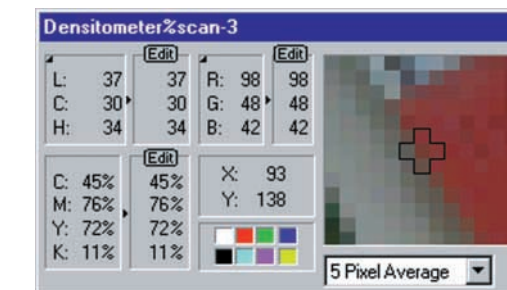 Densitometer%scan-3
Edit Edit
L: 37 37 R: 98 98
C: 30 30 G: 48 48
H: 34 34 B: 42 42
Edit
C: 45% 45% X: 93
M: 76% 76% Y: 138
Y: 72% 72%
K: 11% 11%
5 Pixel Average